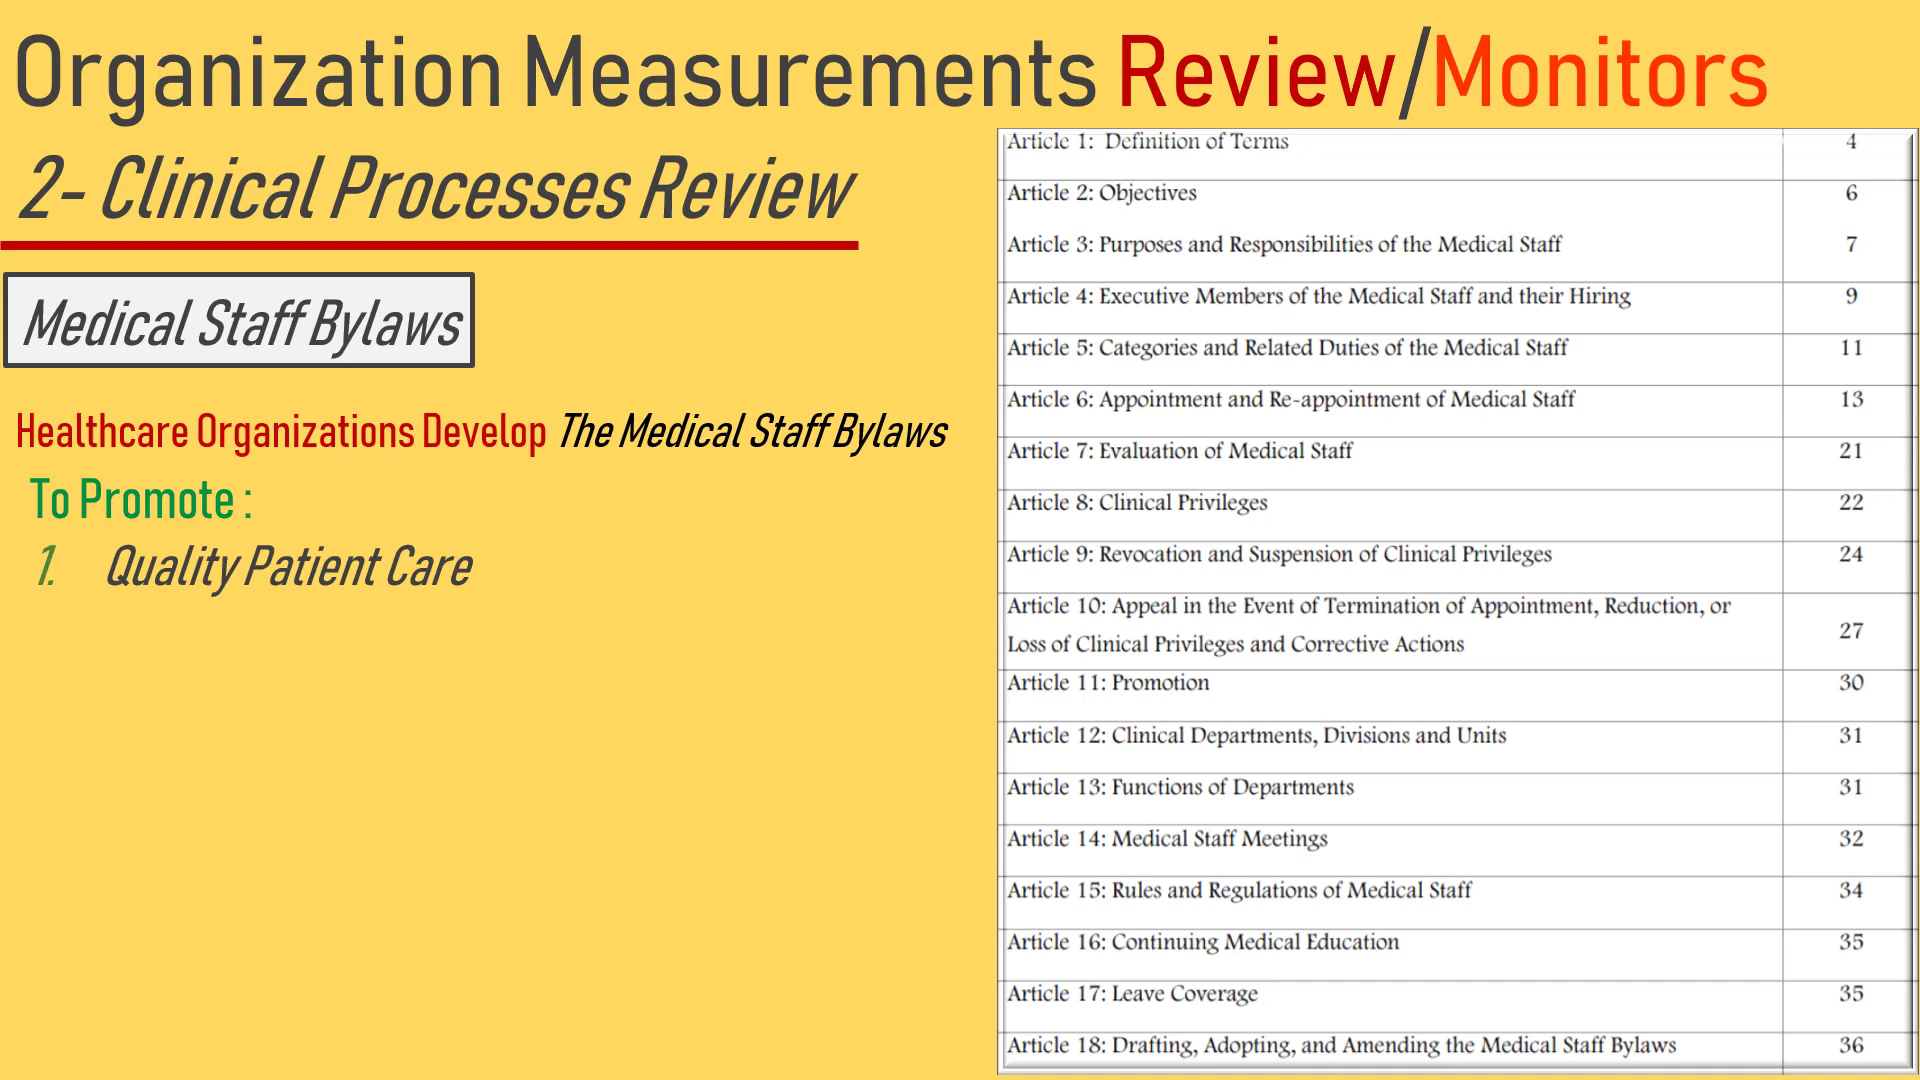 Organization Measurements Review/Monitors
2- Clinical Processes Review
Medical Staff Bylaws
Healthcare Organizations Develop The Medical Staff Bylaws
To Promote :
1. Quality Patient Care
Article 1: Definition of Terms 4
Article 2: Objectives 6
Article 3: Purposes and Responsibilities of the Medical Staff 7
Article 4: Executive Members of the Medical Staff and their Hiring 9
Article 5: Categories and Related Duties of the Medical Staff 11
Article 6: Appointment and Re-appointment of Medical Staff 13
Article 7: Evaluation of Medical Staff 21
Article 8: Clinical Privileges 22
Article 9: Revocation and Suspension of Clinical Privileges 24
Article 10: Appeal in the Event of Termination of Appointment, Reduction, or
Loss of Clinical Privileges and Corrective Actions 27
Article 11: Promotion 30
Article 12: Clinical Departments, Divisions and Units 31
Article 13: Functions of Departments 31
Article 14: Medical Staff Meetings 32
Article 15: Rules and Regulations of Medical Staff 34
Article 16: Continuing Medical Education 35
Article 17: Leave Coverage 35
Article 18: Drafting, Adopting, and Amending the Medical Staff Bylaws 36